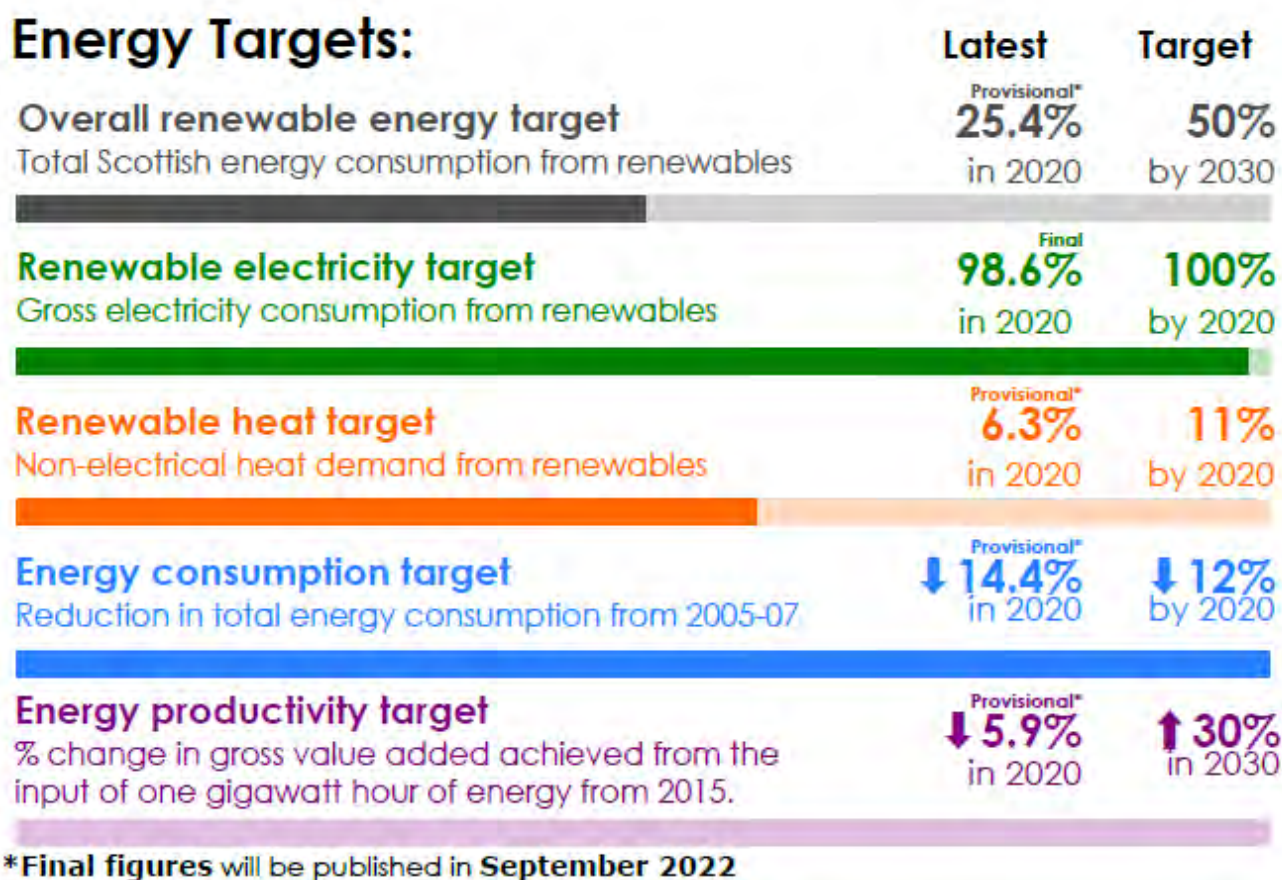 Energy Targets: Latest Target
Provisional*
Overall renewable energy target 25.4% 50%
Total Scottish energy consumption from renewables in 2020 by 2030
Final
Renewable electricity target 98.6% 100%
Gross electricity consumption from renewables in 2020 by 2020
Provisional*
Renewable heat target 6.3% 11%
Non-electrical heat demand from renewables in 2020 by 2020
Provisional*
Energy consumption target ⬇14.4% ⬇12%
Reduction in total energy consumption from 2005-07 in 2020 by 2020
Provisional*
Energy productivity target ⬇5.9% ⬆30%
% change in gross value added achieved from the in 2020 in 2030
input of one gigawatt hour of energy from 2015.
*Final figures will be published in September 2022